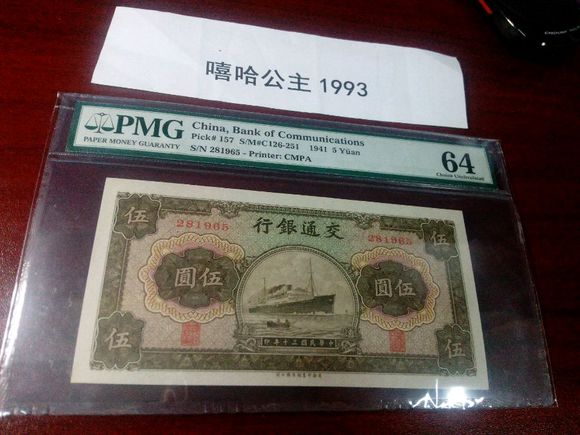 嘻哈公主 1993
PMG
PAPER MONEY GUARANTY
China, Bank of Communications
Pick# 157 S/M#C126-251 1941 5 Yüan
S/N 281965 - Printer: CMPA
64
Choice Uncirculated
伍 伍
行銀通交
281965 281965
圓伍 圓伍
印年十三國民華中
伍 伍